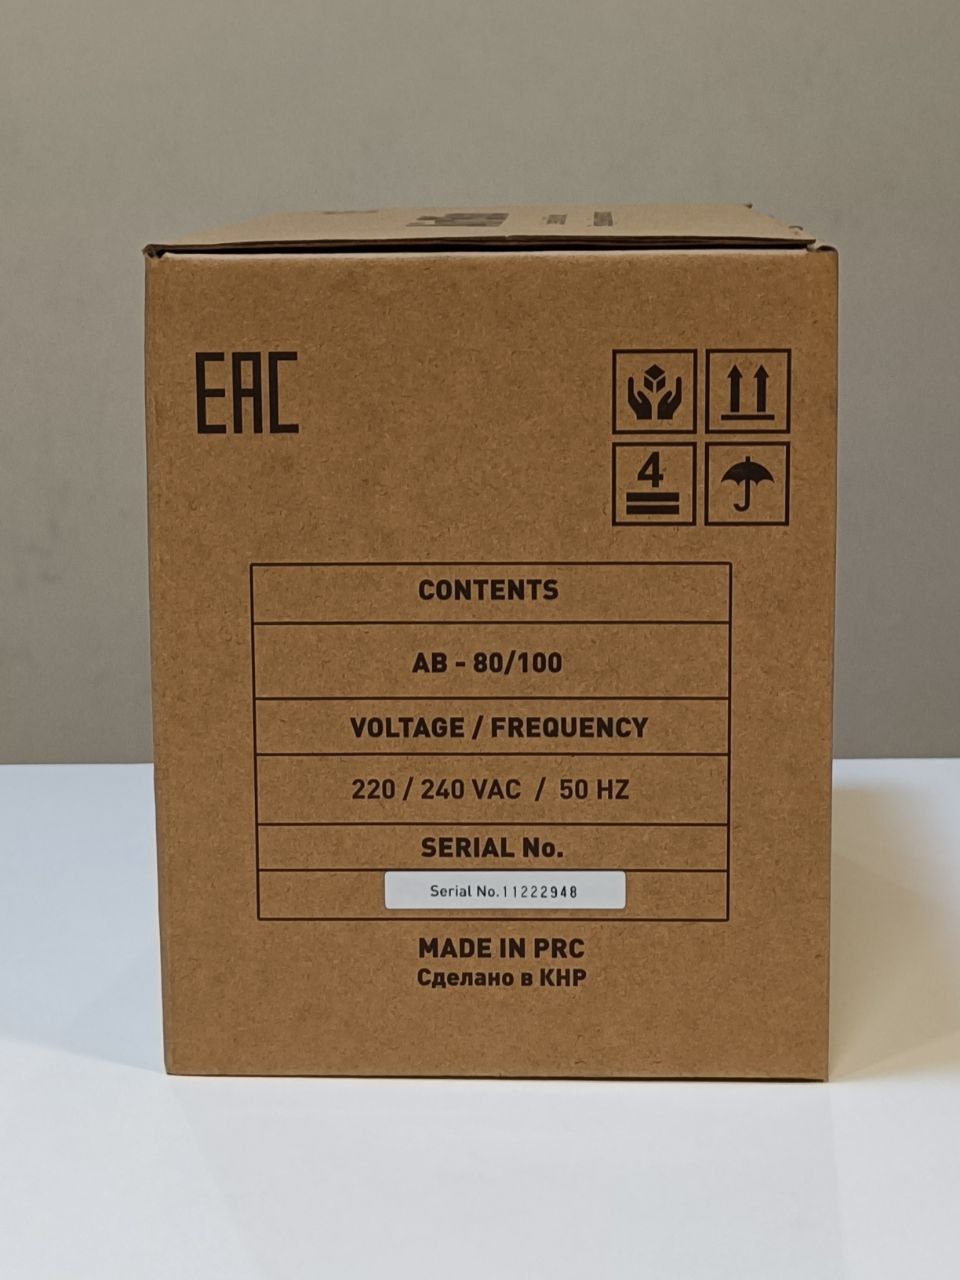 EAC
4
CONTENTS
AB - 80/100
VOLTAGE / FREQUENCY
220 / 240 VAC / 50 HZ
SERIAL No.
Serial No.11222948
MADE IN PRC
Сделано в КНР